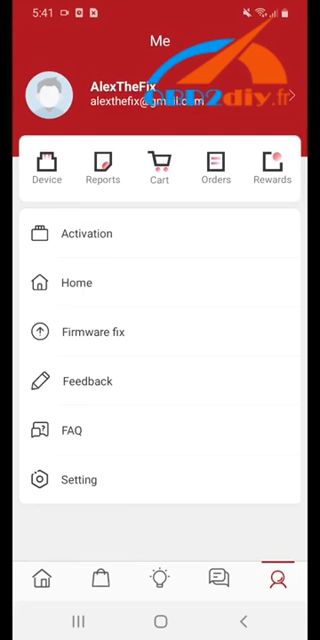 5:41
Me
OBD2diy.fr
AlexTheFix
alexthefix@gmail.com
Device Reports Cart Orders Rewards
Activation
Home
Firmware fix
Feedback
FAQ
Setting